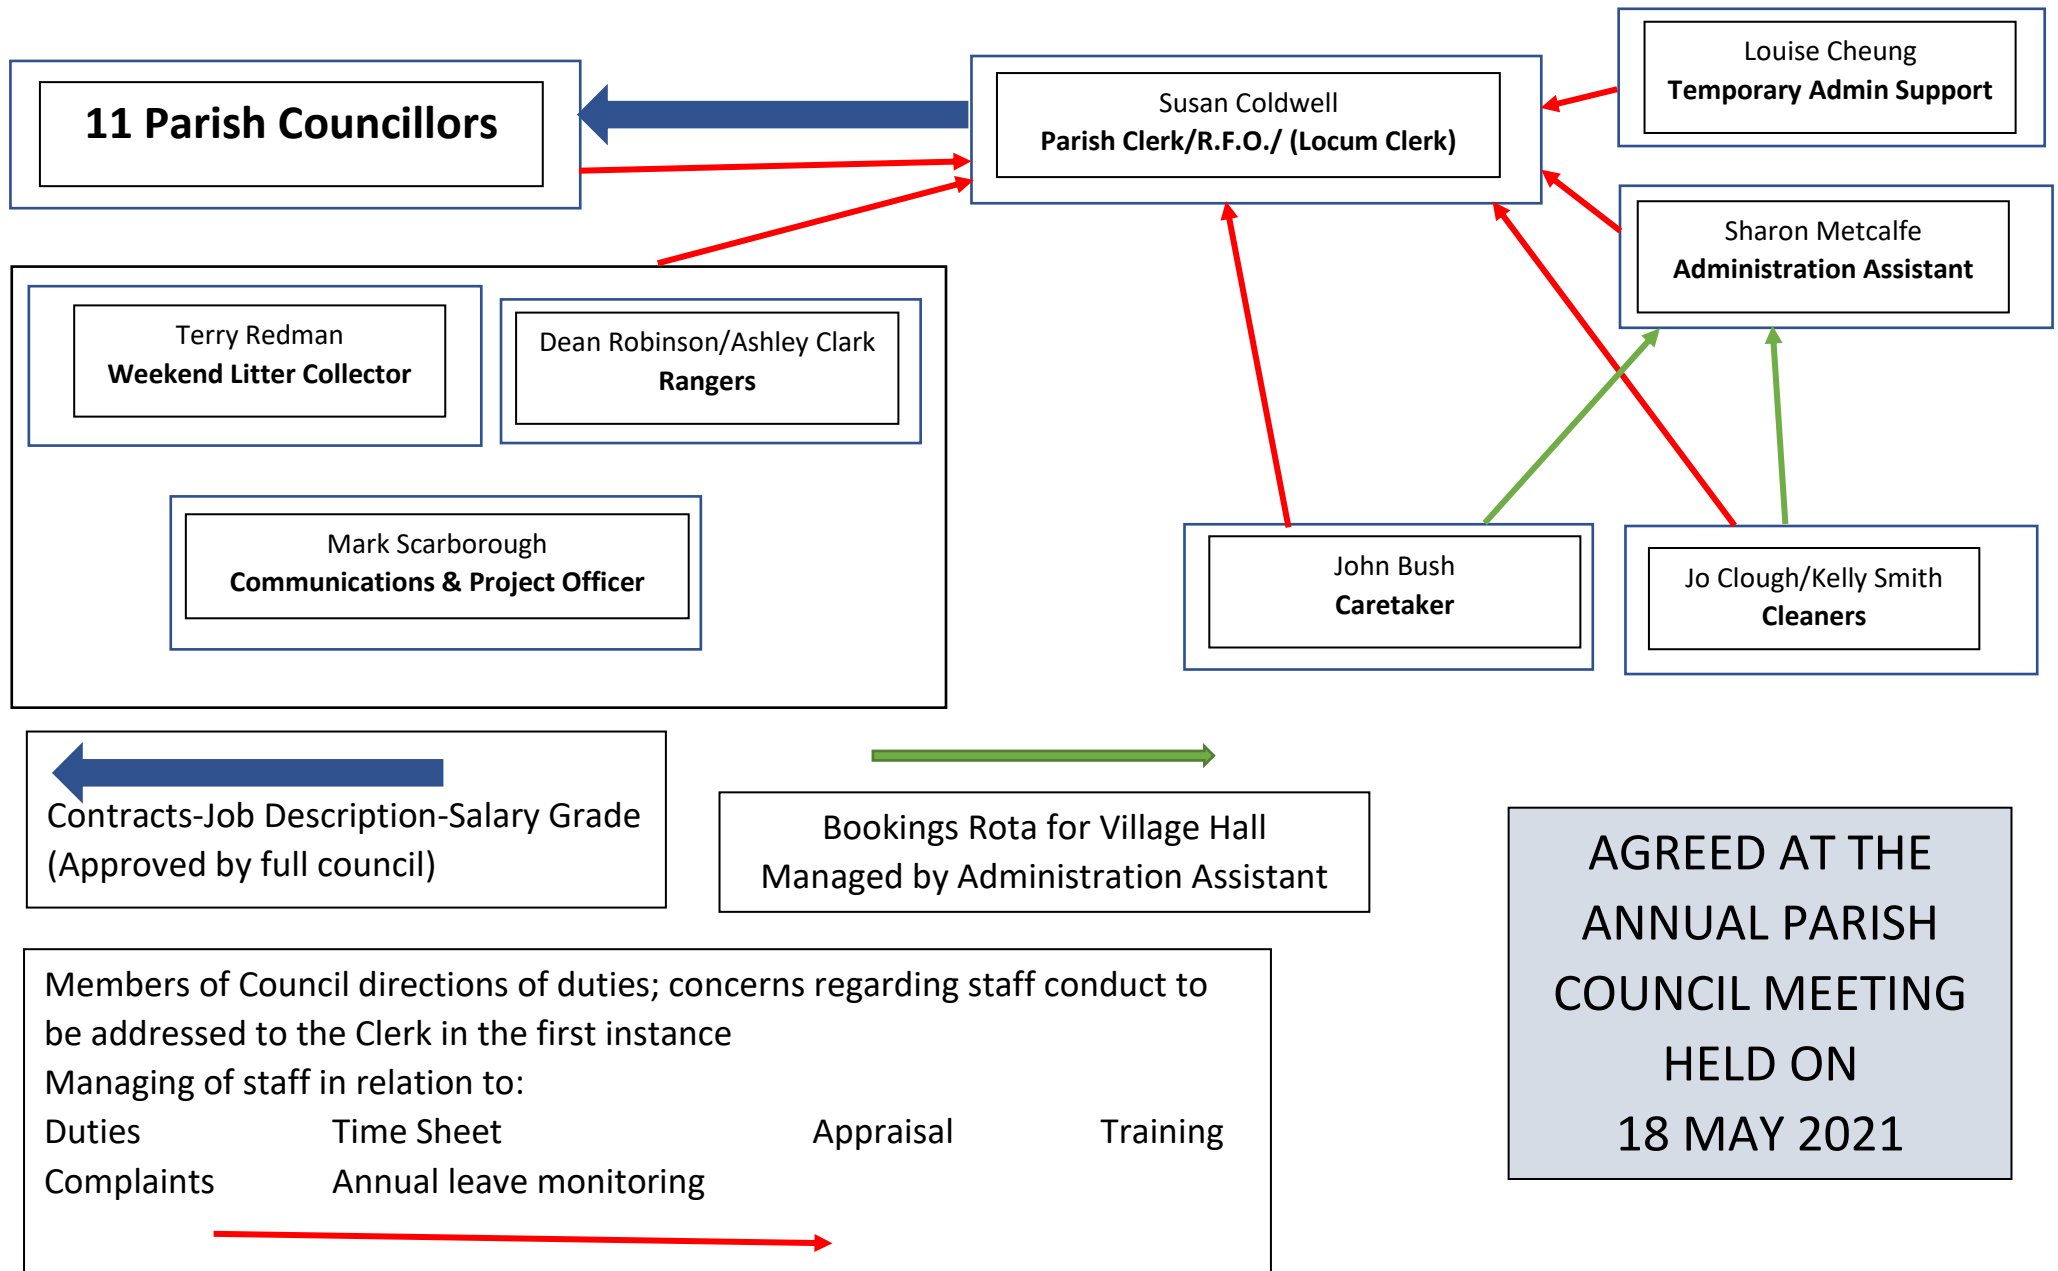 11 Parish Councillors
Susan Coldwell
Parish Clerk/R.F.O./ (Locum Clerk)
Louise Cheung
Temporary Admin Support
Sharon Metcalfe
Administration Assistant
Terry Redman
Weekend Litter Collector
Dean Robinson/Ashley Clark
Rangers
Mark Scarborough
Communications & Project Officer
John Bush
Caretaker
Jo Clough/Kelly Smith
Cleaners
Contracts-Job Description-Salary Grade
(Approved by full council)
Bookings Rota for Village Hall
Managed by Administration Assistant
Members of Council directions of duties; concerns regarding staff conduct to
be addressed to the Clerk in the first instance
Managing of staff in relation to:
Duties Time Sheet Appraisal Training
Complaints Annual leave monitoring
AGREED AT THE
ANNUAL PARISH
COUNCIL MEETING
HELD ON
18 MAY 2021